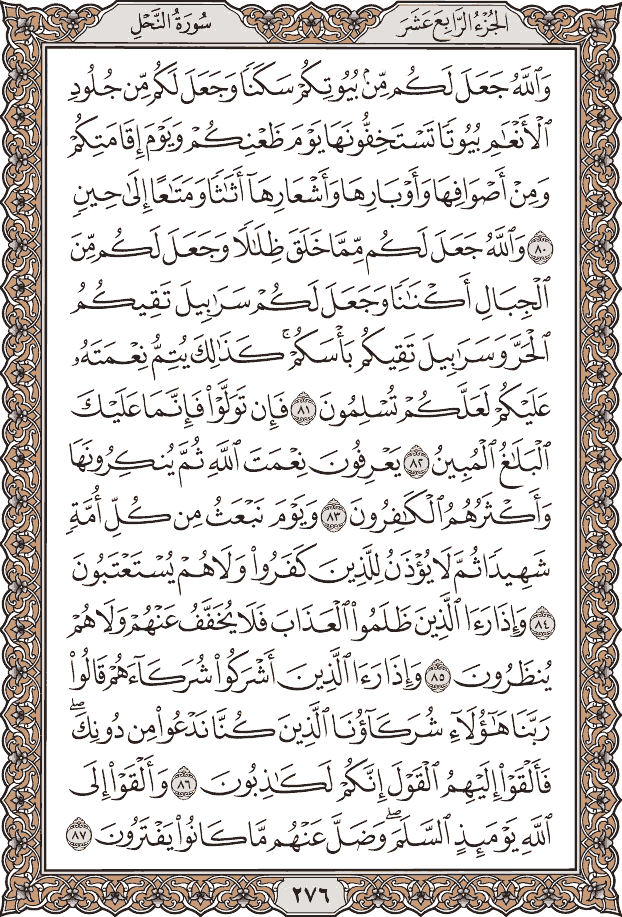 الجُزْءُ الرَّابِعَ عَشَرَ
سُورَةُ النَّحْلِ
وَٱللَّهُ جَعَلَ لَكُم مِّنۢ بُيُوتِكُمْ سَكَنٗا وَجَعَلَ لَكُم مِّن جُلُودِ
ٱلْأَنْعَٰمِ بُيُوتٗا تَسْتَخِفُّونَهَا يَوْمَ ظَعْنِكُمْ وَيَوْمَ إِقَامَتِكُمْ
وَمِنْ أَصْوَافِهَا وَأَوْبَارِهَا وَأَشْعَارِهَآ أَثَٰثٗا وَمَتَٰعًا إِلَىٰ حِينٖ
٨٠ وَٱللَّهُ جَعَلَ لَكُم مِّمَّا خَلَقَ ظِلَٰلٗا وَجَعَلَ لَكُم مِّنَ
ٱلْجِبَالِ أَكْنَٰنٗا وَجَعَلَ لَكُمْ سَرَٰبِيلَ تَقِيكُمُ
ٱلْحَرَّ وَسَرَٰبِيلَ تَقِيكُم بَأْسَكُمْۚ كَذَٰلِكَ يُتِمُّ نِعْمَتَهُۥ
عَلَيْكُمْ لَعَلَّكُمْ تُسْلِمُونَ ٨١ فَإِن تَوَلَّوْاْ فَإِنَّمَا عَلَيْكَ
ٱلْبَلَٰغُ ٱلْمُبِينُ ٨٢ يَعْرِفُونَ نِعْمَتَ ٱللَّهِ ثُمَّ يُنكِرُونَهَا
وَأَكْثَرُهُمُ ٱلْكَٰفِرُونَ ٨٣ وَيَوْمَ نَبْعَثُ مِن كُلِّ أُمَّةٖ
شَهِيدٗا ثُمَّ لَا يُؤْذَنُ لِلَّذِينَ كَفَرُواْ وَلَا هُمْ يُسْتَعْتَبُونَ
٨٤ وَإِذَا رَءَا ٱلَّذِينَ ظَلَمُواْ ٱلْعَذَابَ فَلَا يُخَفَّفُ عَنْهُمْ وَلَا هُمْ
يُنظَرُونَ ٨٥ وَإِذَا رَءَا ٱلَّذِينَ أَشْرَكُواْ شُرَكَآءَهُمْ قَالُواْ
رَبَّنَا هَٰٓؤُلَآءِ شُرَكَآؤُنَا ٱلَّذِينَ كُنَّا نَدْعُواْ مِن دُونِكَۖ
فَأَلْقَوْاْ إِلَيْهِمُ ٱلْقَوْلَ إِنَّكُمْ لَكَٰذِبُونَ ٨٦ وَأَلْقَوْاْ إِلَى
ٱللَّهِ يَوْمَئِذٍ ٱلسَّلَمَۖ وَضَلَّ عَنْهُم مَّا كَانُواْ يَفْتَرُونَ ٨٧
٢٧٦